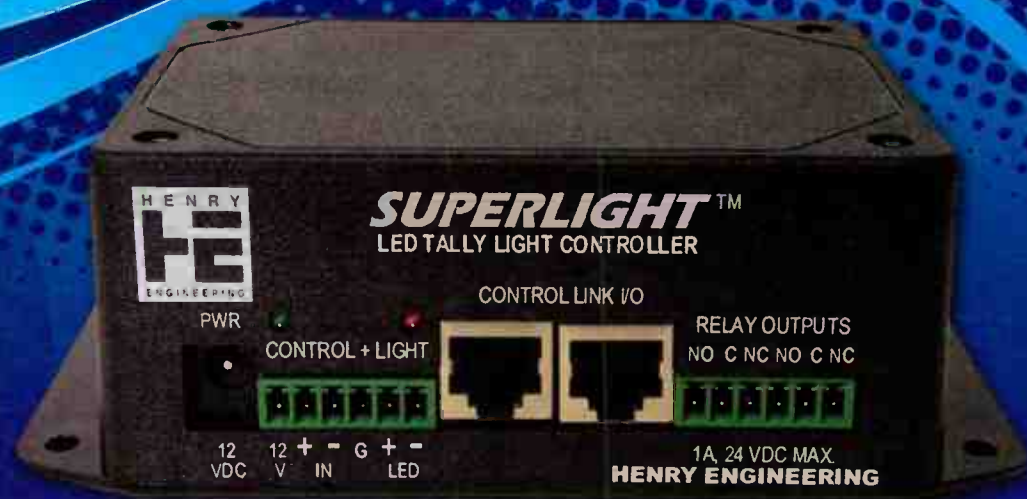 HENRY
HE
ENGINEERING
SUPERLIGHT™
LED TALLY LIGHT CONTROLLER
CONTROL LINK I/O
PWR
CONTROL + LIGHT
RELAY OUTPUTS
NO C NC NO C NC
12 VDC
12 V
+ - IN
G
+ - LED
1A, 24 VDC MAX.
HENRY ENGINEERING